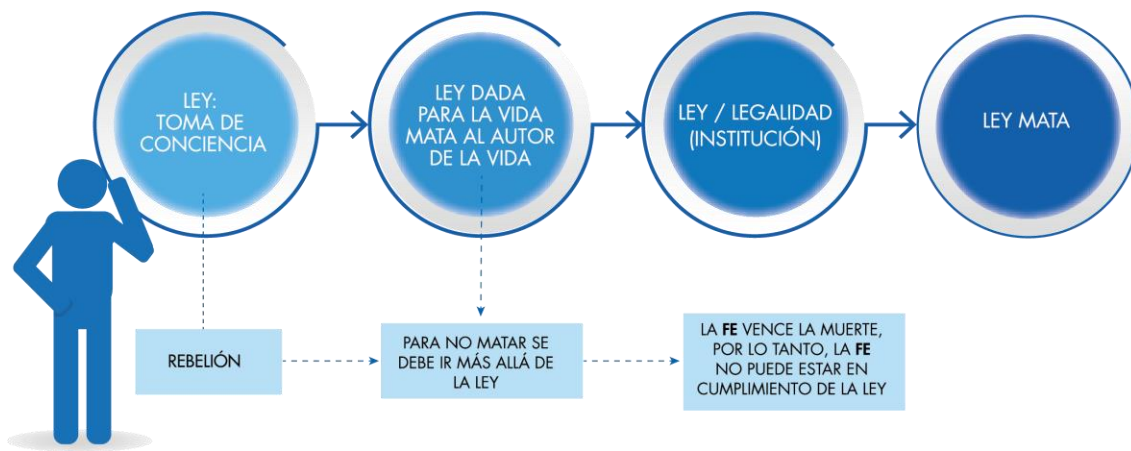 LEY:
TOMA DE
CONCIENCIA
LEY DADA
PARA LA VIDA
MATA AL AUTOR
DE LA VIDA
LEY / LEGALIDAD
(INSTITUCIÓN)
LEY MATA
REBELIÓN
PARA NO MATAR SE
DEBE IR MÁS ALLÁ DE
LA LEY
LA FE VENCE LA MUERTE,
POR LO TANTO, LA FE
NO PUEDE ESTAR EN
CUMPLIMIENTO DE LA LEY